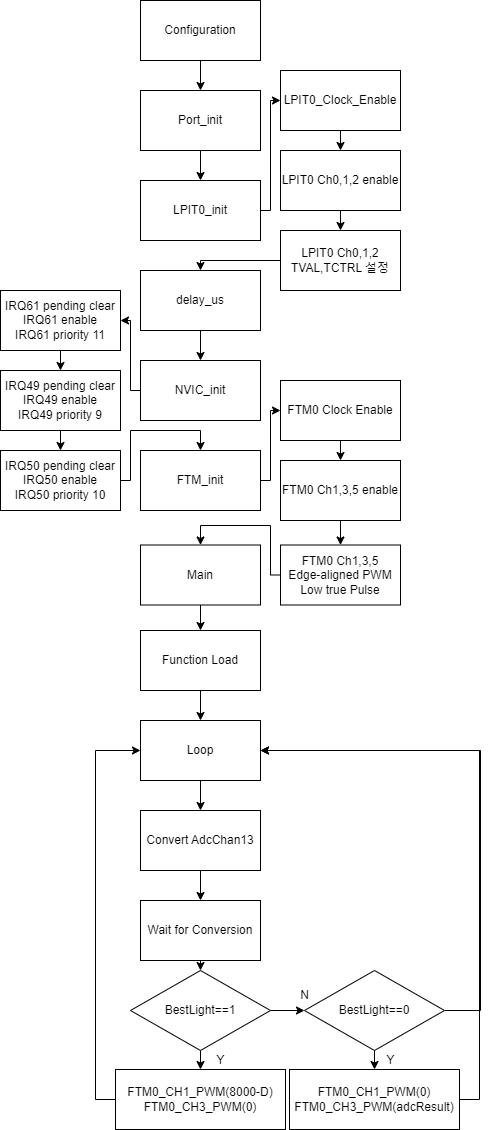 Configuration
Port_init
LPIT0_Clock_Enable
LPIT0_init
LPIT0 Ch0,1,2 enable
LPIT0 Ch0,1,2
TVAL,TCTRL 설정
delay_us
NVIC_init
IRQ61 pending clear
IRQ61 enable
IRQ61 priority 11
IRQ49 pending clear
IRQ49 enable
IRQ49 priority 9
IRQ50 pending clear
IRQ50 enable
IRQ50 priority 10
FTM_init
FTM0 Clock Enable
FTM0 Ch1,3,5 enable
FTM0 Ch1,3,5
Edge-aligned PWM
Low true Pulse
Main
Function Load
Loop
Convert AdcChan13
Wait for Conversion
BestLight==1
N
BestLight==0
Y
Y
FTM0_CH1_PWM(8000-D)
FTM0_CH3_PWM(0)
FTM0_CH1_PWM(0)
FTM0_CH3_PWM(adcResult)